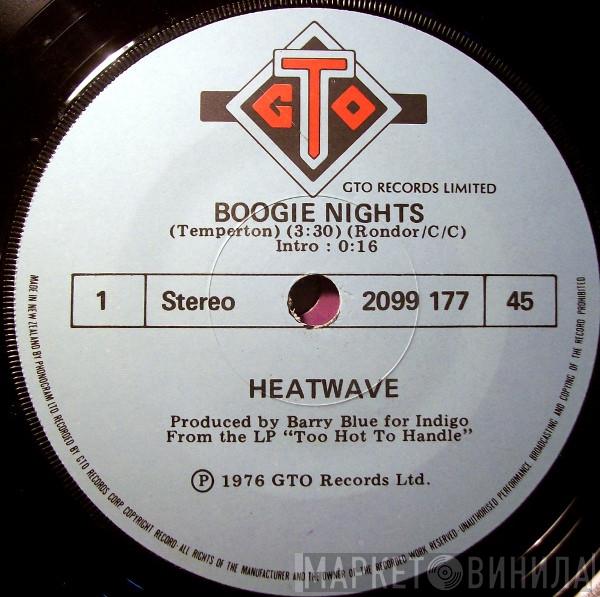 GTO
GTO RECORDS LIMITED
BOOGIE NIGHTS
(Temperton) (3:30) (Rondor/C/C)
Intro : 0:16
1 Stereo 2099 177 45
HEATWAVE
Produced by Barry Blue for Indigo
From the LP "Too Hot To Handle"
Ⓟ 1976 GTO Records Ltd.
MADE IN NEW ZEALAND BY PHONOGRAM LTD RECORDED BY GTO RECORDS CORP. COPYRIGHT RECORD·ALL RIGHTS OF THE MANUFACTURER AND THE OWNER OF THE RECORDED WORK RESERVED·UNAUTHORISED PERFORMANCE, BROADCASTING AND COPYING OF THE RECORD PROHIBITED
МАРКЕТ ВИНИЛА